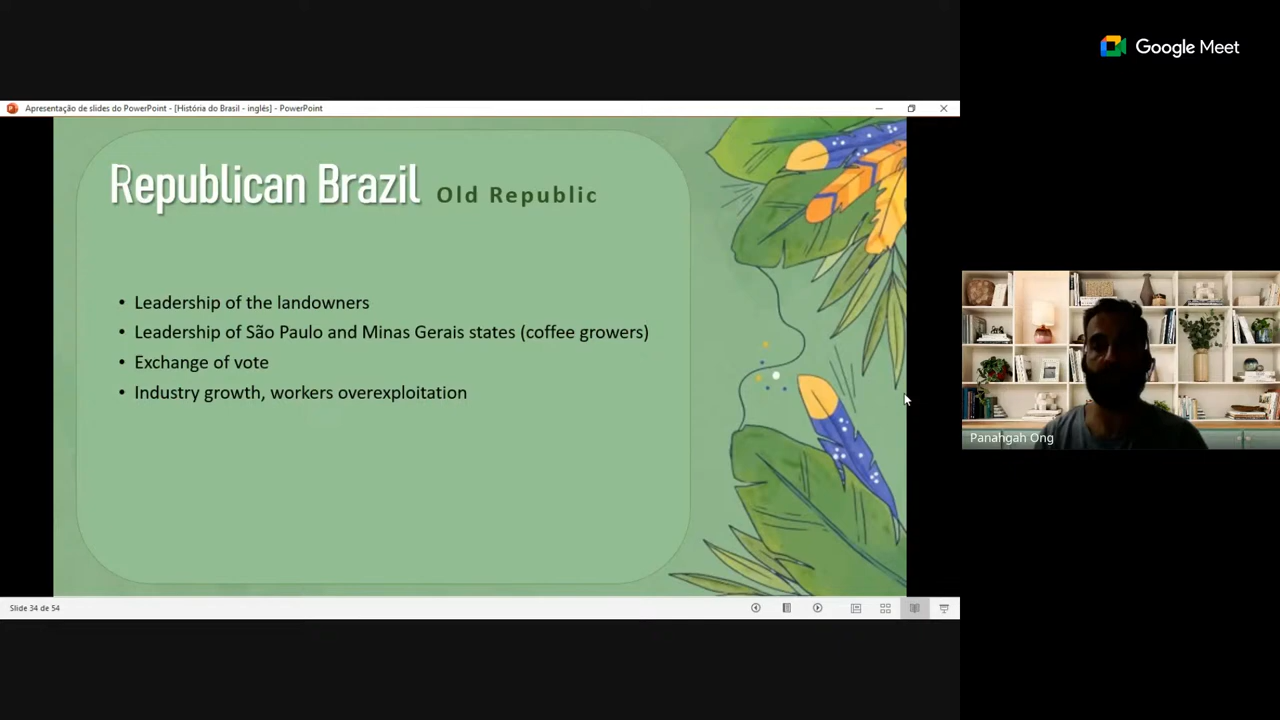 Google Meet
Apresentação de slides do PowerPoint - [História do Brasil - inglês] - PowerPoint
Republican Brazil Old Republic
• Leadership of the landowners
• Leadership of São Paulo and Minas Gerais states (coffee growers)
• Exchange of vote
• Industry growth, workers overexploitation
Panahgah Ong
Slide 34 de 54